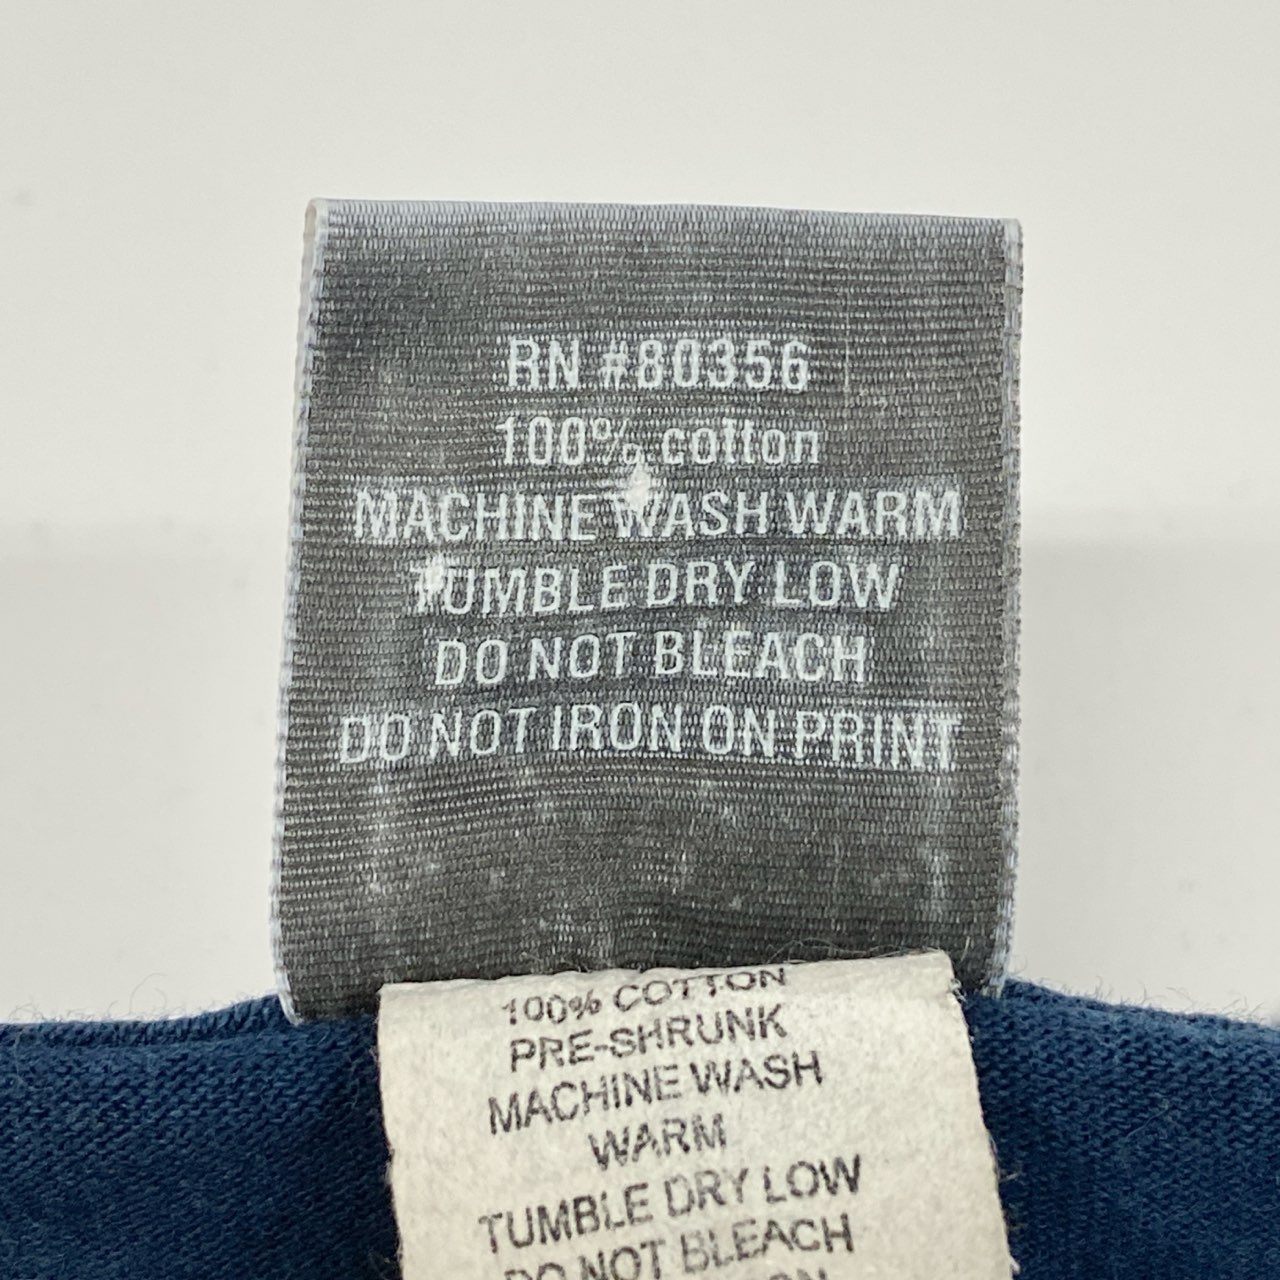 RN #80356
100% cotton
MACHINE WASH WARM
TUMBLE DRY LOW
DO NOT BLEACH
DO NOT IRON ON PRINT
100% COTTON
PRE-SHRUNK
MACHINE WASH
WARM
TUMBLE DRY LOW
DO NOT BLEACH